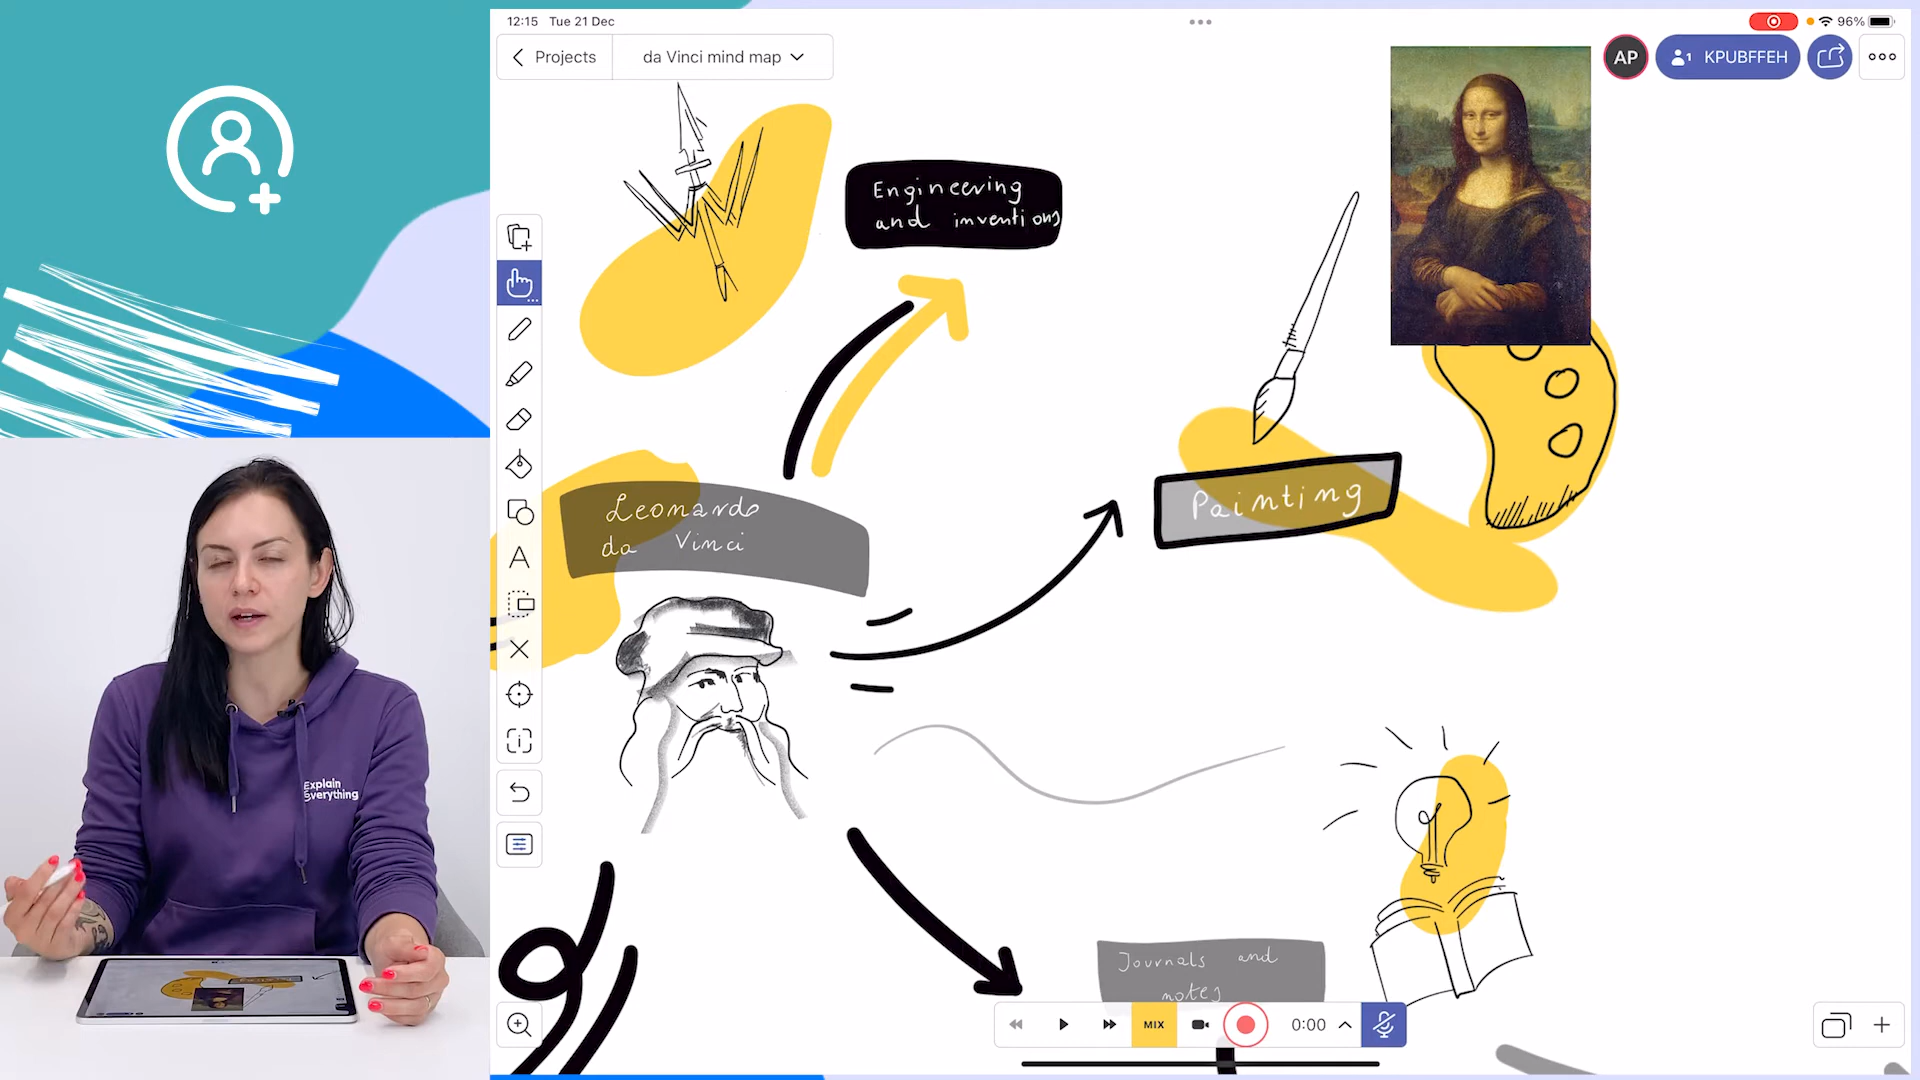 12:15 Tue 21 Dec
96%
Projects
da Vinci mind map
AP
1 KPUBFFEH
Engineering
and inventions
Leonardo
da Vinci
Painting
A
Explain
Everything
Journals and
notes
MIX
0:00